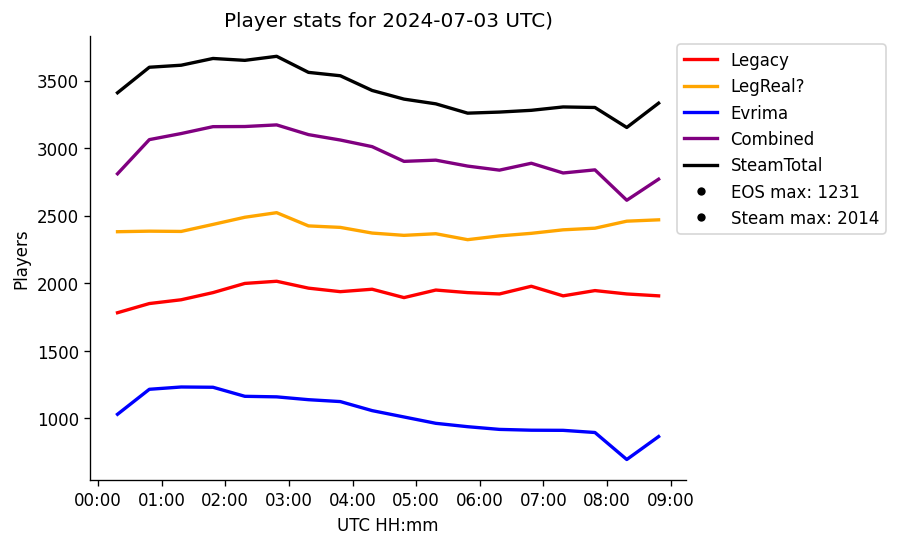 Player stats for 2024-07-03 UTC)
Legacy
LegReal?
Evrima
Combined
SteamTotal
EOS max: 1231
Steam max: 2014
Players
3500
3000
2500
2000
1500
1000
00:00 01:00 02:00 03:00 04:00 05:00 06:00 07:00 08:00 09:00
UTC HH:mm